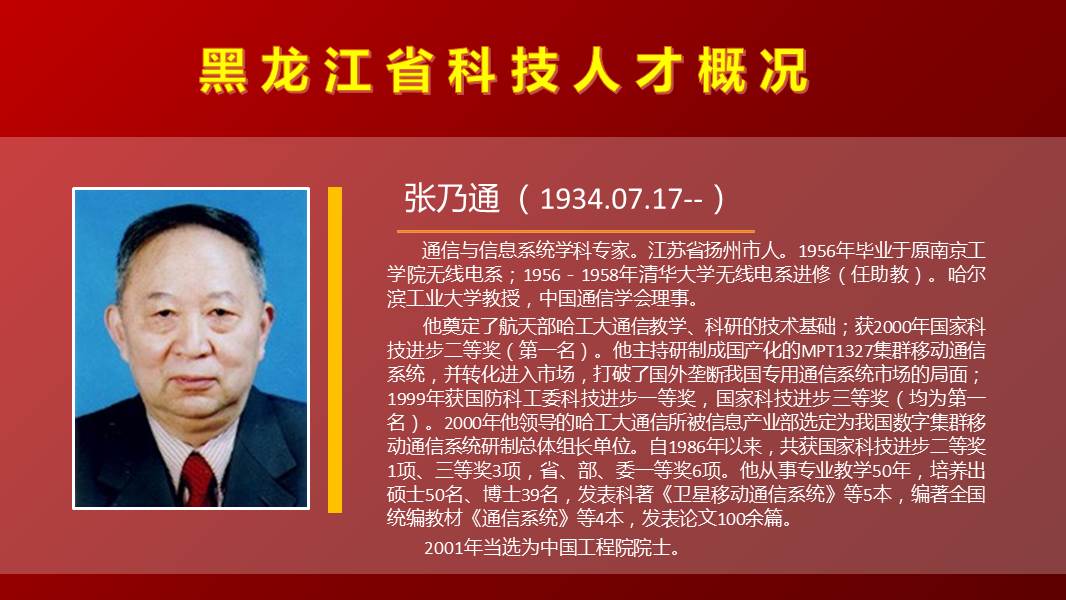 黑龙江省科技人才概况
张乃通（1934.07.17--）
通信与信息系统学科专家。江苏省扬州市人。1956年毕业于原南京工
学院无线电系；1956﹣1958年清华大学无线电系进修（任助教）。哈尔
滨工业大学教授，中国通信学会理事。
他奠定了航天部哈工大通信教学、科研的技术基础；获2000年国家科
技进步二等奖（第一名）。他主持研制成国产化的MPT1327集群移动通信
系统，并转化进入市场，打破了国外垄断我国专用通信系统市场的局面；
1999年获国防科工委科技进步一等奖，国家科技进步三等奖（均为第一
名）。2000年他领导的哈工大通信所被信息产业部选定为我国数字集群移
动通信系统研制总体组长单位。自1986年以来，共获国家科技进步二等奖
1项、三等奖3项，省、部、委一等奖6项。他从事专业教学50年，培养出
硕士50名、博士39名，发表科著《卫星移动通信系统》等5本，编著全国
统编教材《通信系统》等4本，发表论文100余篇。
2001年当选为中国工程院院士。